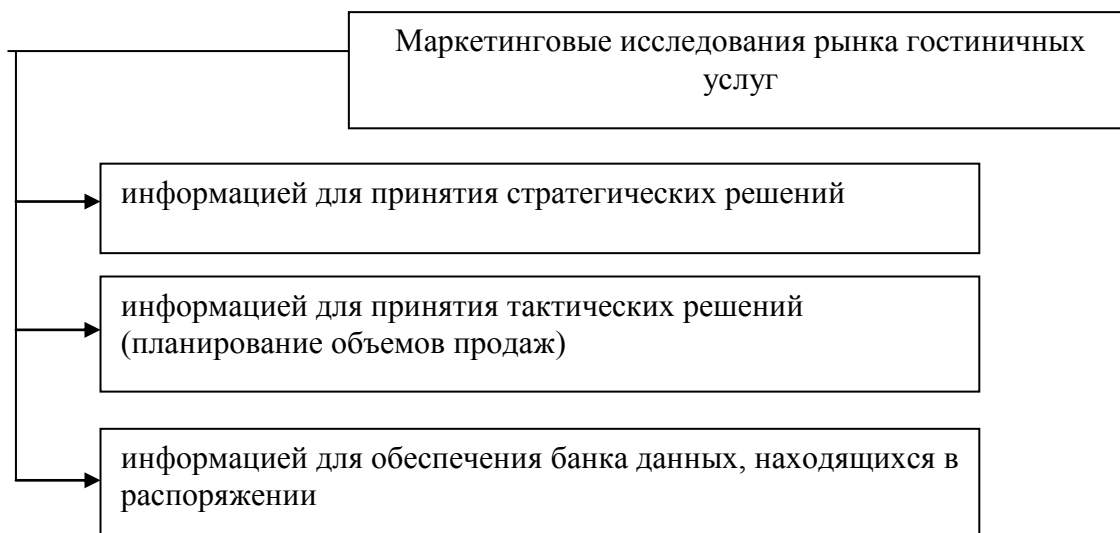 Маркетинговые исследования рынка гостиничных
услуг
информацией для принятия стратегических решений
информацией для принятия тактических решений
(планирование объемов продаж)
информацией для обеспечения банка данных, находящихся в
распоряжении